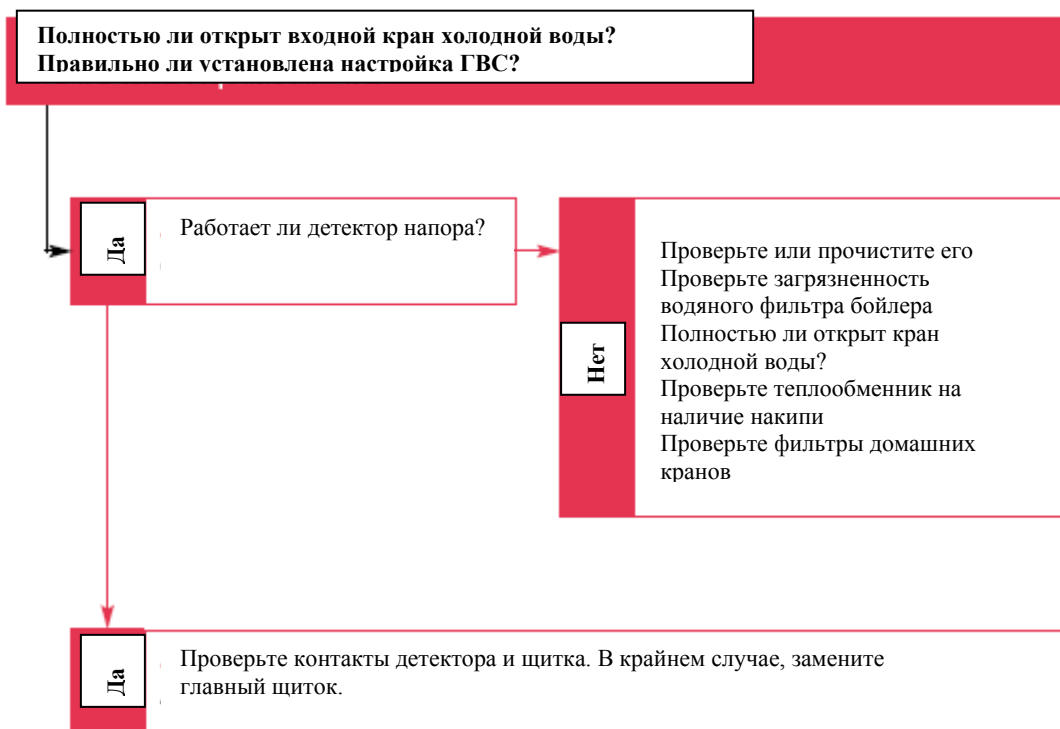 Полностью ли открыт входной кран холодной воды?
Правильно ли установлена настройка ГВС?
Да
Работает ли детектор напора?
Нет
Проверьте или прочистите его
Проверьте загрязненность
водяного фильтра бойлера
Полностью ли открыт кран
холодной воды?
Проверьте теплообменник на
наличие накипи
Проверьте фильтры домашних
кранов
Да
Проверьте контакты детектора и щитка. В крайнем случае, замените
главный щиток.